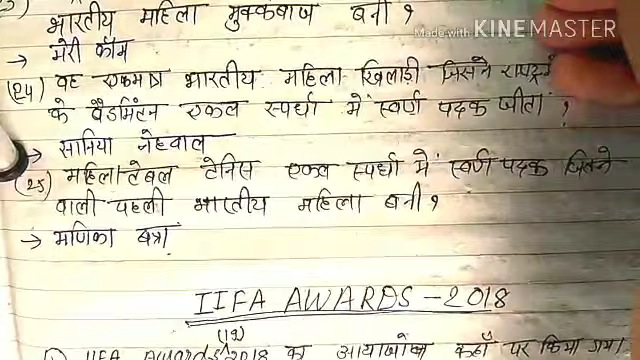 भारतीय महिला मुक्केबाज बनी ?
Made with KINEMASTER
→ मेरी कॉम
(24) वह एकमात्र भारतीय महिला खिलाड़ी जिसने राष्ट्रमं
के बैडमिंटन एकल स्पर्धा में स्वर्ण पदक जीता ?
→ सानिया नेहवाल
(25) महिला टेबल टेनिस एकल स्पर्धा में स्वर्ण पदक जितने
वाली पहली भारतीय महिला बनी ?
→ मणिका बत्रा
IIFA AWARDS - 2018
(19)
IIFA Awards 2018 का आयोजन कहाँ पर किया गया